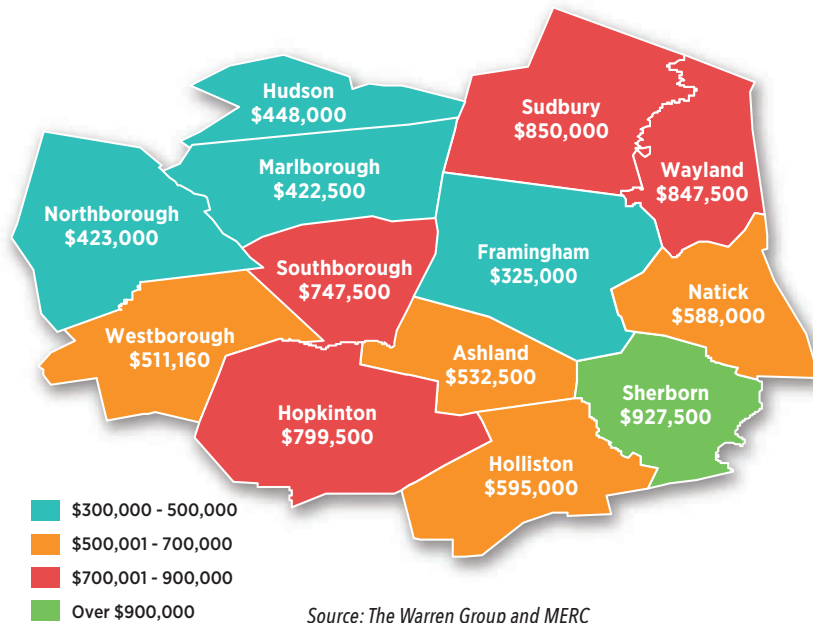 Hudson
$448,000
Sudbury
$850,000
Marlborough
$422,500
Wayland
$847,500
Northborough
$423,000
Framingham
$325,000
Southborough
$747,500
Natick
$588,000
Westborough
$511,160
Ashland
$532,500
Sherborn
$927,500
Hopkinton
$799,500
Holliston
$595,000
$300,000 - 500,000
$500,001 - 700,000
$700,001 - 900,000
Over $900,000
Source: The Warren Group and MERC